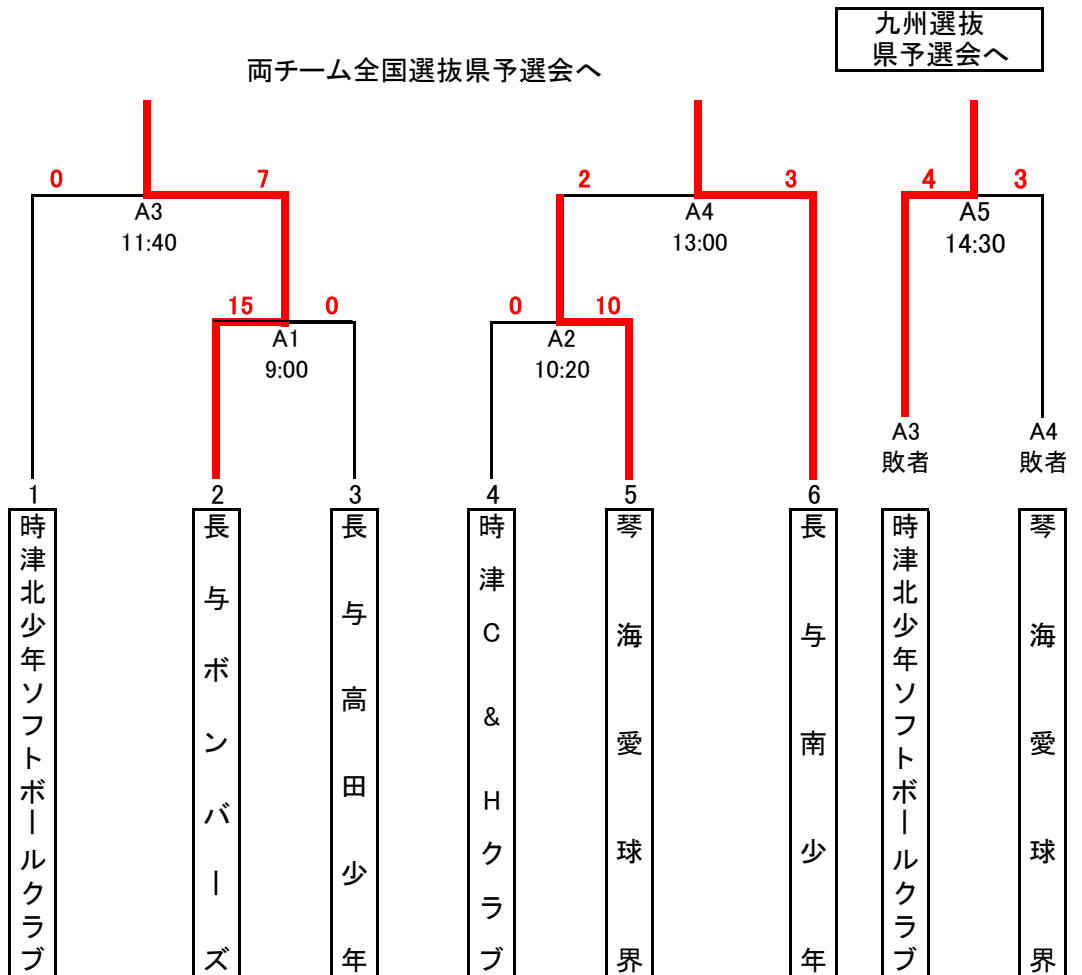 九州選抜
県予選会へ
両チーム全国選抜県予選会へ
0 7 2 3 4 3
A3 A4 A5
11:40 13:00 14:30
15 0 0 10
A1 A2
9:00 10:20
A3 A4
敗者 敗者
1 2 3 4 5 6
時津北少年ソフトボールクラブ
長与ボンバーズ
長与高田少年
時津C&Hクラブ
琴海愛球界
長与南少年
時津北少年ソフトボールクラブ
琴海愛球界